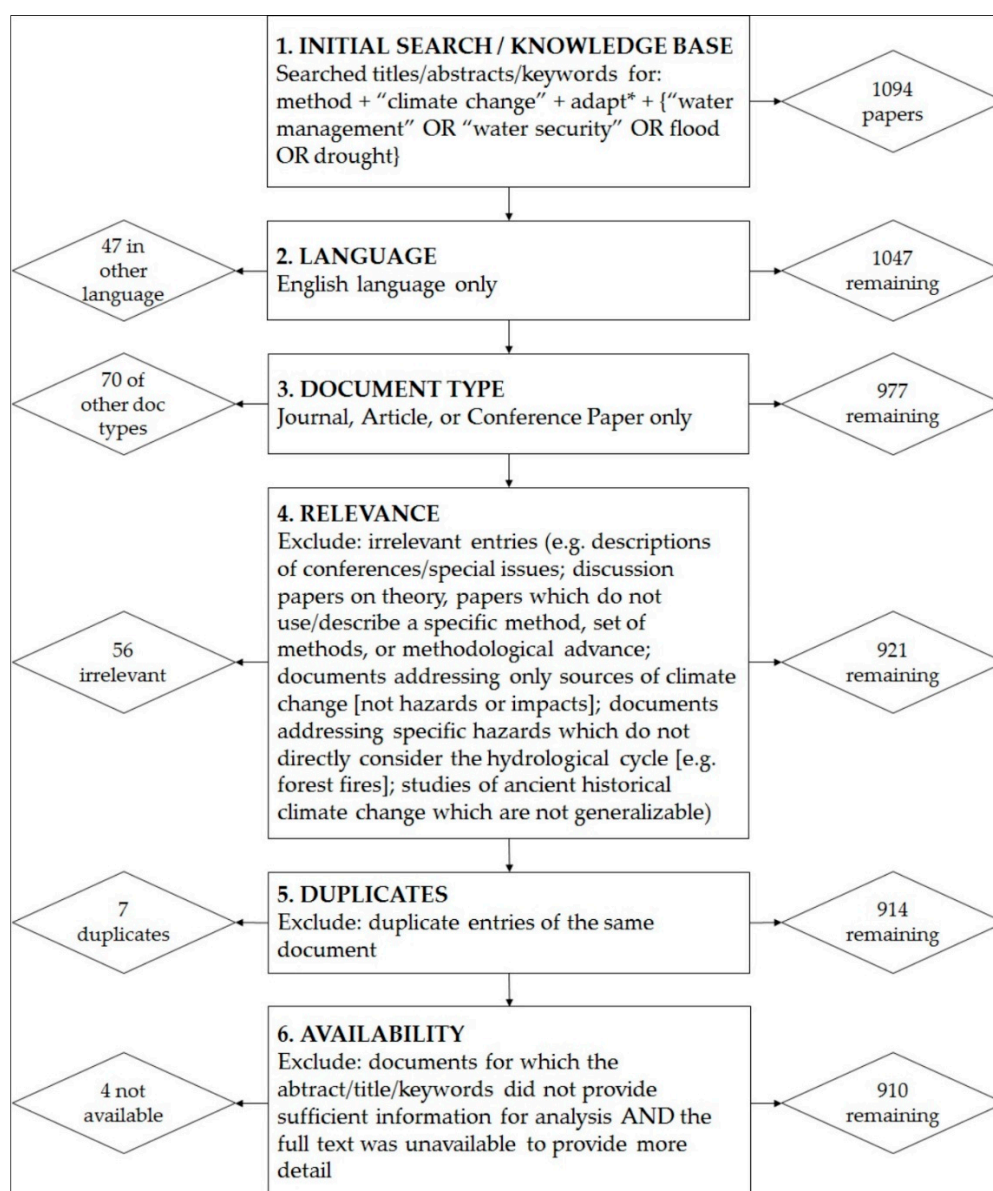 1. INITIAL SEARCH / KNOWLEDGE BASE
Searched titles/abstracts/keywords for:
method + “climate change” + adapt* + {“water
management” OR “water security” OR flood
OR drought}
1094
papers
47 in
other
language
2. LANGUAGE
English language only
1047
remaining
70 of
other doc
types
3. DOCUMENT TYPE
Journal, Article, or Conference Paper only
977
remaining
56
irrelevant
4. RELEVANCE
Exclude: irrelevant entries (e.g. descriptions
of conferences/special issues; discussion
papers on theory, papers which do not
use/describe a specific method, set of
methods, or methodological advance;
documents addressing only sources of climate
change [not hazards or impacts]; documents
addressing specific hazards which do not
directly consider the hydrological cycle [e.g.
forest fires]; studies of ancient historical
climate change which are not generalizable)
921
remaining
7
duplicates
5. DUPLICATES
Exclude: duplicate entries of the same
document
914
remaining
4 not
available
6. AVAILABILITY
Exclude: documents for which the
abtract/title/keywords did not provide
sufficient information for analysis AND the
full text was unavailable to provide more
detail
910
remaining